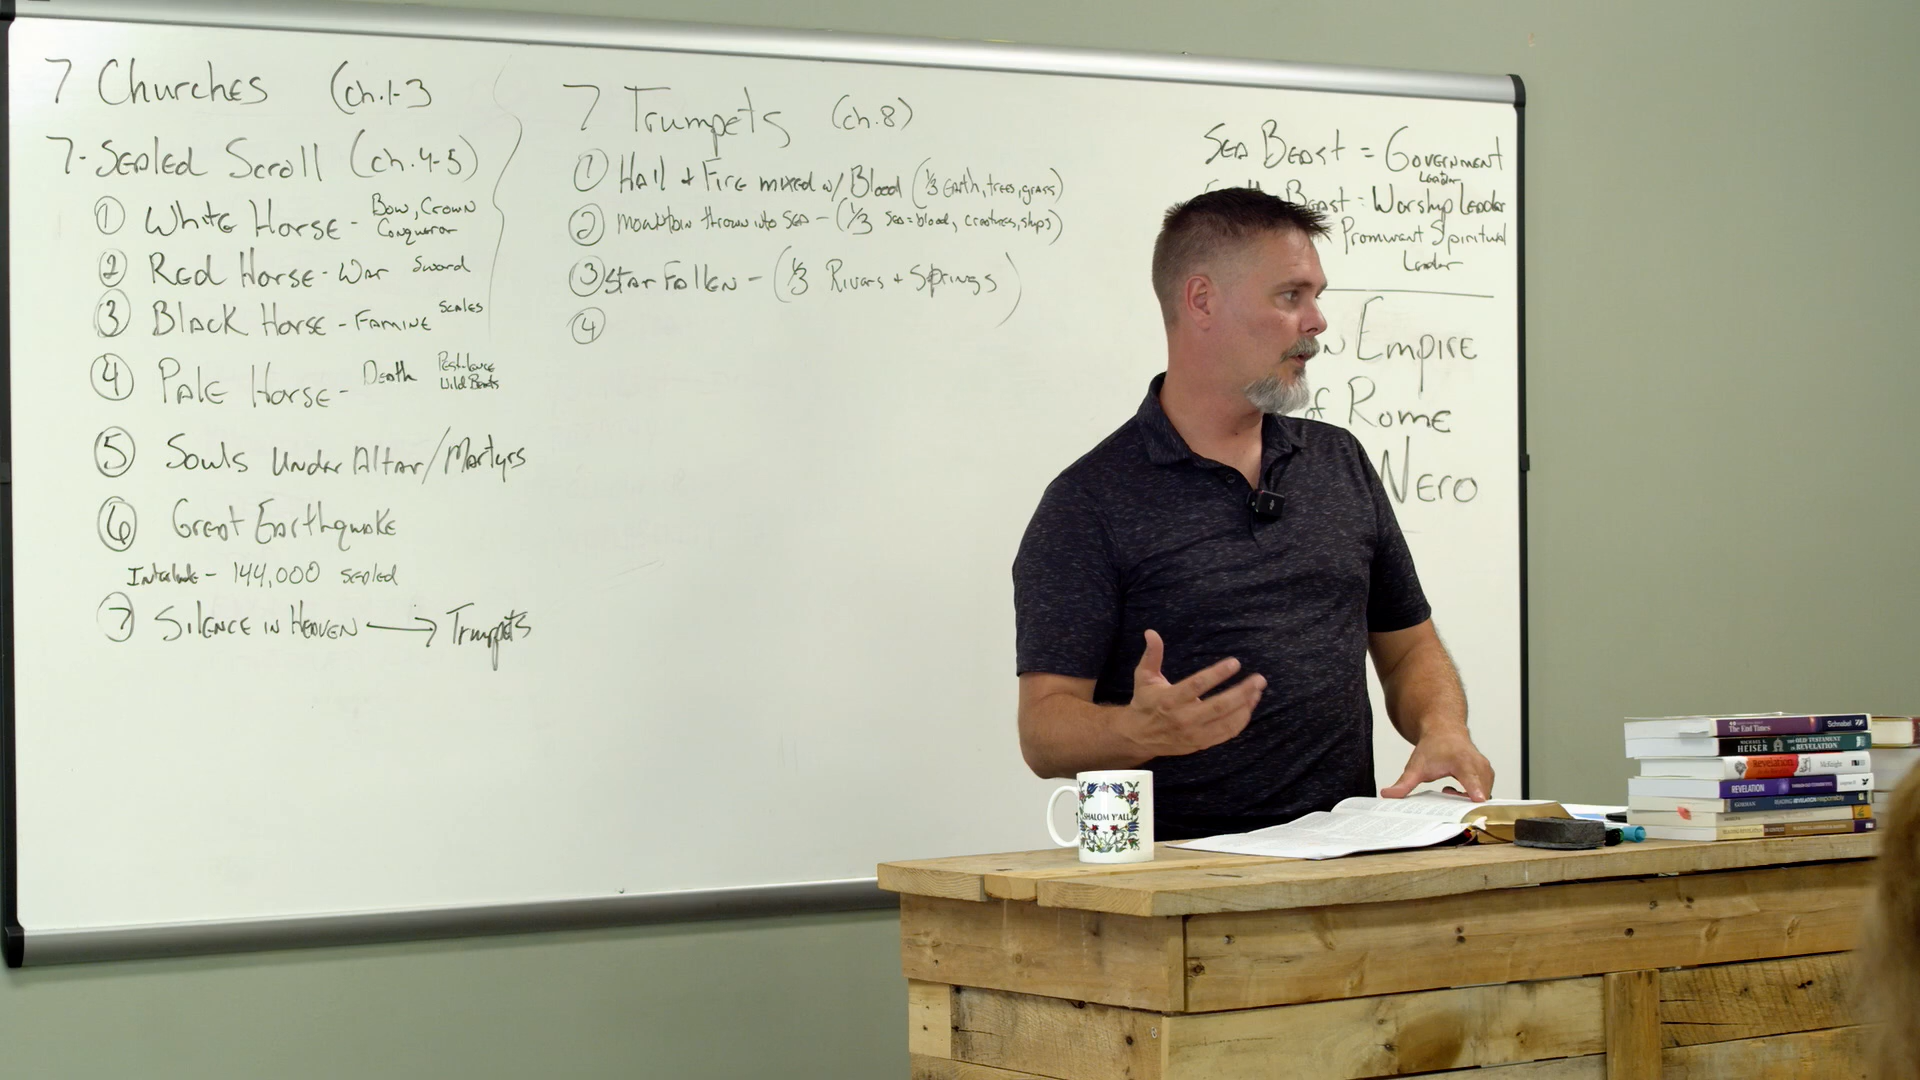 7 Churches (ch.1-3
7-Sealed Scroll (ch.4-5)
① White Horse - Bow, Crown
Conqueror
② Red Horse - War Sword
③ Black Horse - Famine Scales
④ Pale Horse - Death Pestilence
Wild Beasts
⑤ Souls Under Altar/Martyrs
⑥ Great Earthquake
Interlude - 144,000 sealed
⑦ Silence in Heaven → Trumpets
7 Trumpets (ch.8)
① Hail + Fire mixed w/ Blood (1/3 Earth, trees, grass)
② Mountain thrown into Sea - (1/3 Sea=blood, creatures, ships)
③ Star Fallen - (1/3 Rivers + Springs)
④
Sea Beast = Government
Leader
Beast = Worship Leader
Prominent Spiritual
Leader
Empire
of Rome
Nero
SHALOM Y'ALL
The End Times Schnabel
MICHAEL S. HEISER THE OLD TESTAMENT IN REVELATION
Revelation McKnight
REVELATION
GORMAN READING REVELATION responsibly